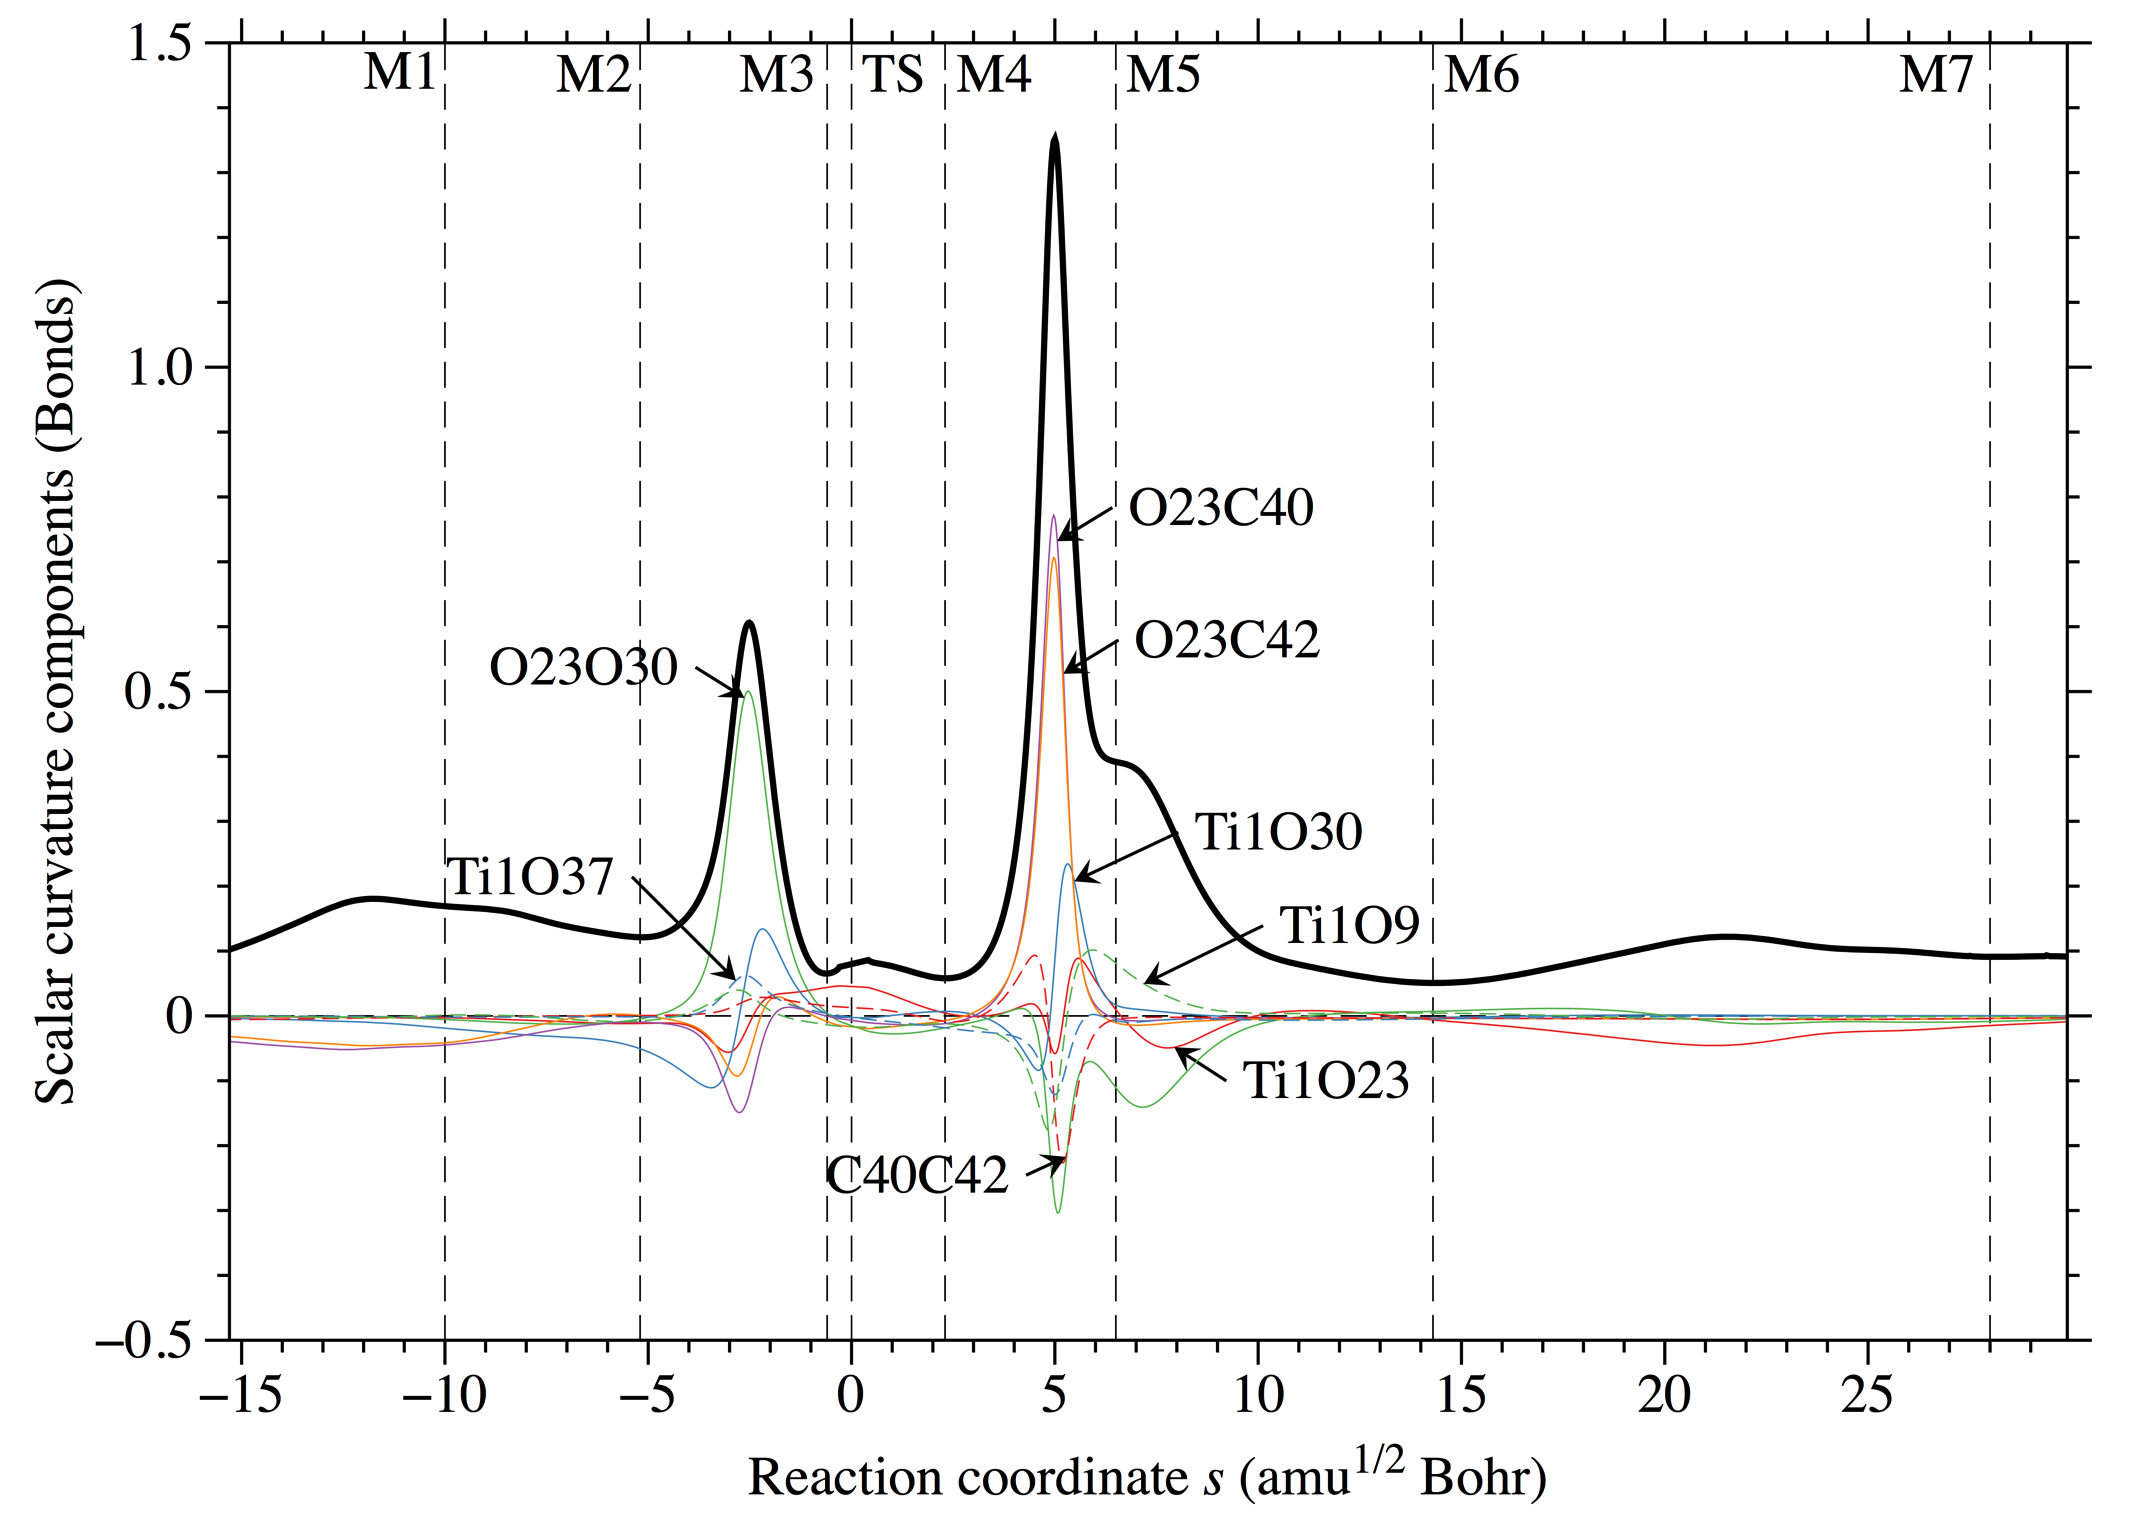 M1 M2 M3 TS M4 M5 M6 M7
1.5
1.0
0.5
0
−0.5
Scalar curvature components (Bonds)
O23C40
O23C42
O23O30
Ti1O30
Ti1O37
Ti1O9
Ti1O23
C40C42
−15 −10 −5 0 5 10 15 20 25
Reaction coordinate s (amu^1/2 Bohr)